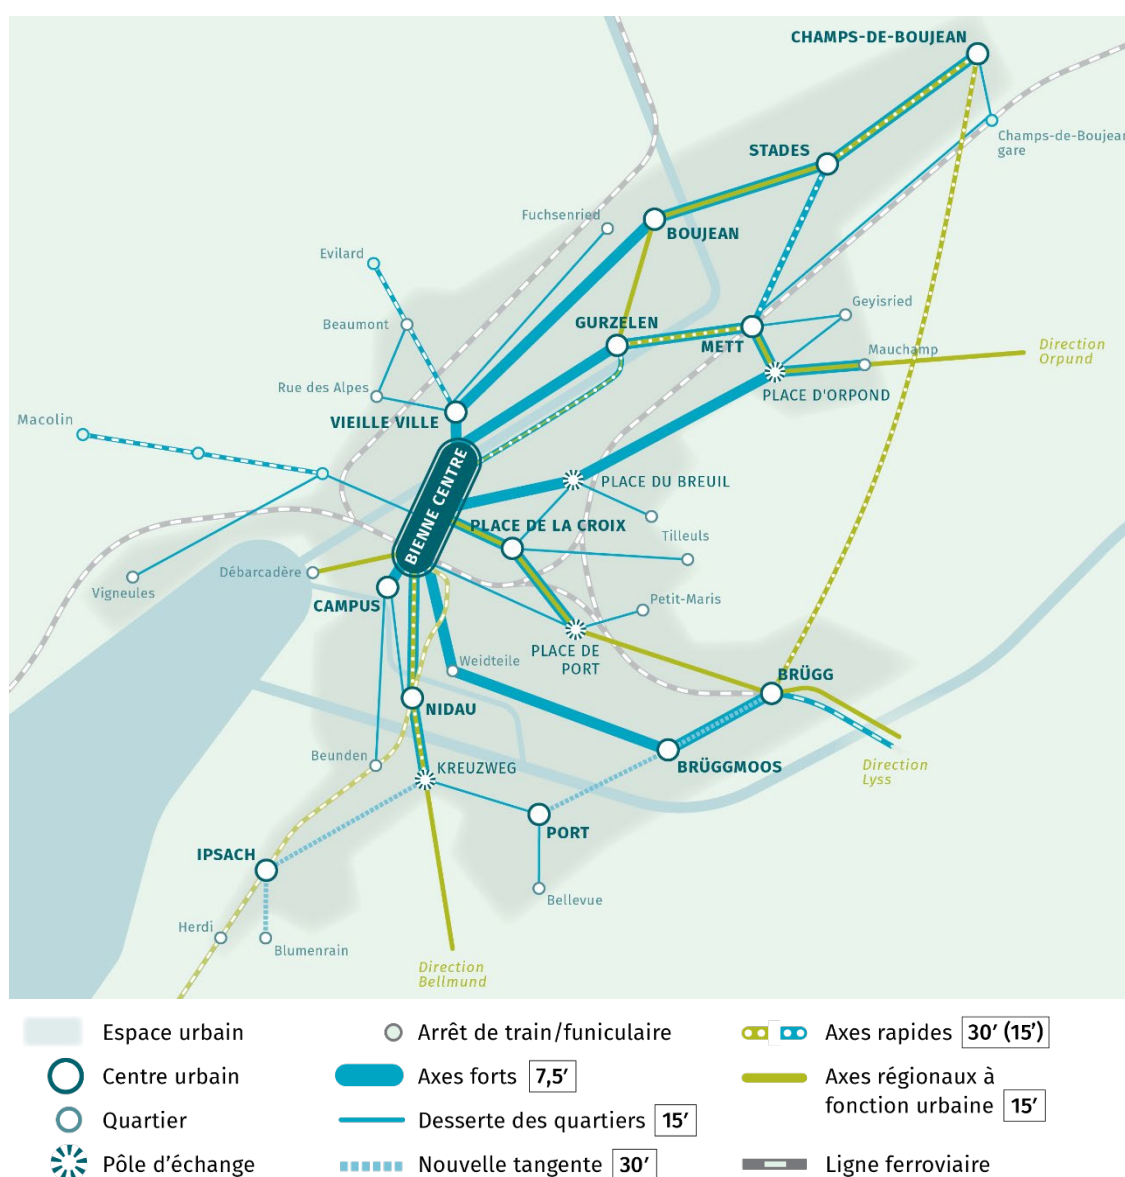 CHAMPS-DE-BOUJEAN
Champs-de-Boujean
gare
STADES
Fuchsenried
BOUJEAN
Evilard
Beaumont
GURZELEN
Geyisried
METT
Mauchamp
Direction
Orpund
Rue des Alpes
PLACE D'ORPOND
VIEILLE VILLE
Macolin
BIENNE CENTRE
PLACE DU BREUIL
PLACE DE LA CROIX
Tilleuls
Débarcadère
Vigneules
CAMPUS
Petit-Maris
PLACE DE
PORT
Weidteile
BRÜGG
NIDAU
Beunden
KREUZWEG
BRÜGGMOOS
Direction
Lyss
PORT
IPSACH
Bellevue
Herdi
Blumenrain
Direction
Bellmund
Espace urbain
Arrêt de train/funiculaire
Axes rapides 30′ (15′)
Centre urbain
Axes forts 7,5′
Axes régionaux à
fonction urbaine 15′
Quartier
Desserte des quartiers 15′
Pôle d’échange
Nouvelle tangente 30′
Ligne ferroviaire